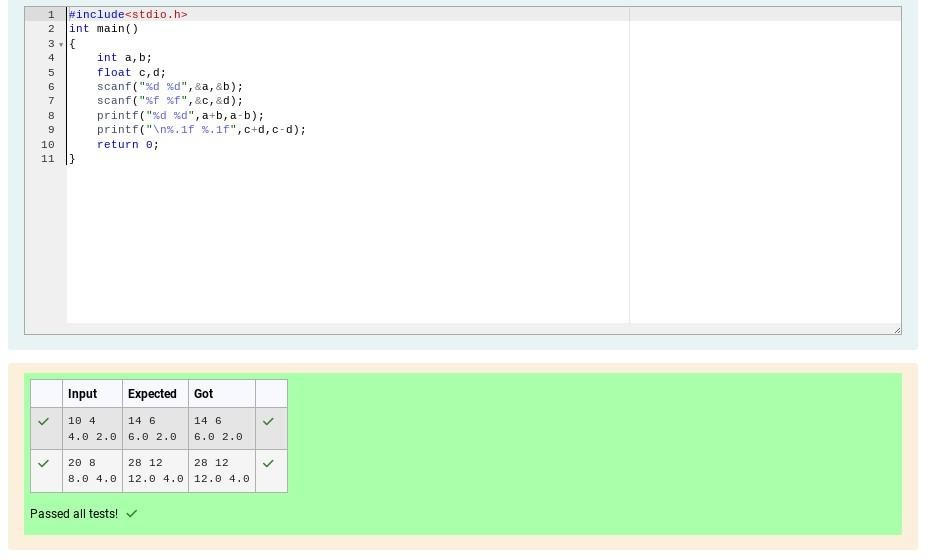 1 #include<stdio.h>
2 int main()
3 {
4     int a,b;
5     float c,d;
6     scanf("%d %d",&a,&b);
7     scanf("%f %f",&c,&d);
8     printf("%d %d",a+b,a-b);
9     printf("\n%.1f %.1f",c+d,c-d);
10     return 0;
11 }
Input Expected Got
10 4 14 6 14 6
4.0 2.0 6.0 2.0 6.0 2.0
20 8 28 12 28 12
8.0 4.0 12.0 4.0 12.0 4.0
Passed all tests!